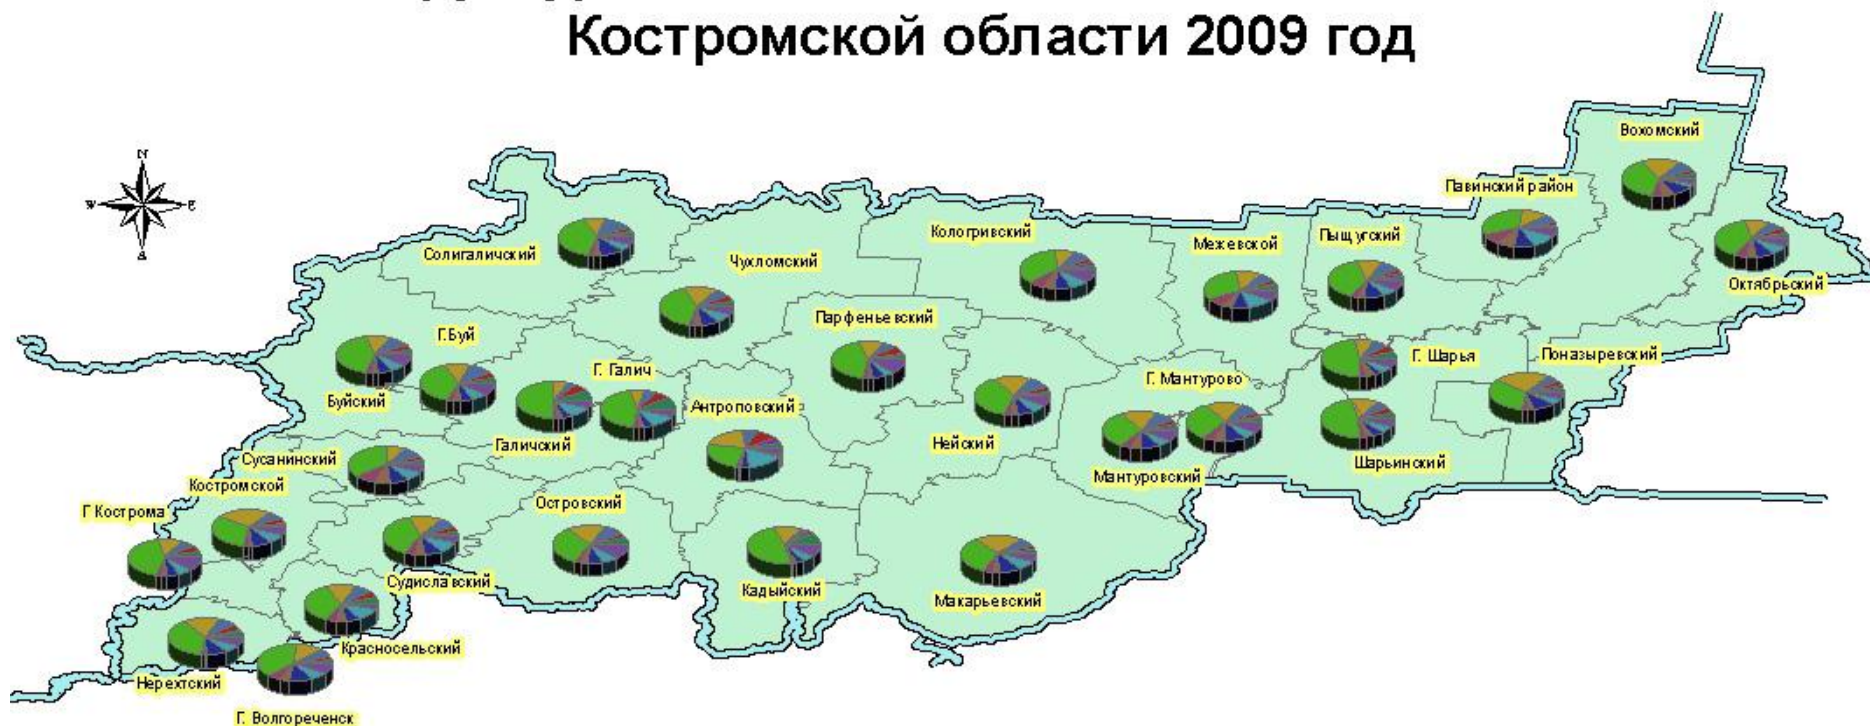 Костромской области 2009 год
Вохомский
Павинский район
N
W
E
Кологривский
Межевской
Пыщугский
Солигаличский
Чухломский
Октябрьский
Парфеньевский
Г.Буй
Г. Галич
Г. Мантурово
Г. Шарья
Поназыревский
Буйский
Антроповский
Галичский
Нейский
Сусанинский
Шарьинский
Мантуровский
Костромской
Островский
Г Кострома
Судиславский
Кадыйский
Макарьевский
Красносельский
Нерехтский
Г. Волгореченск